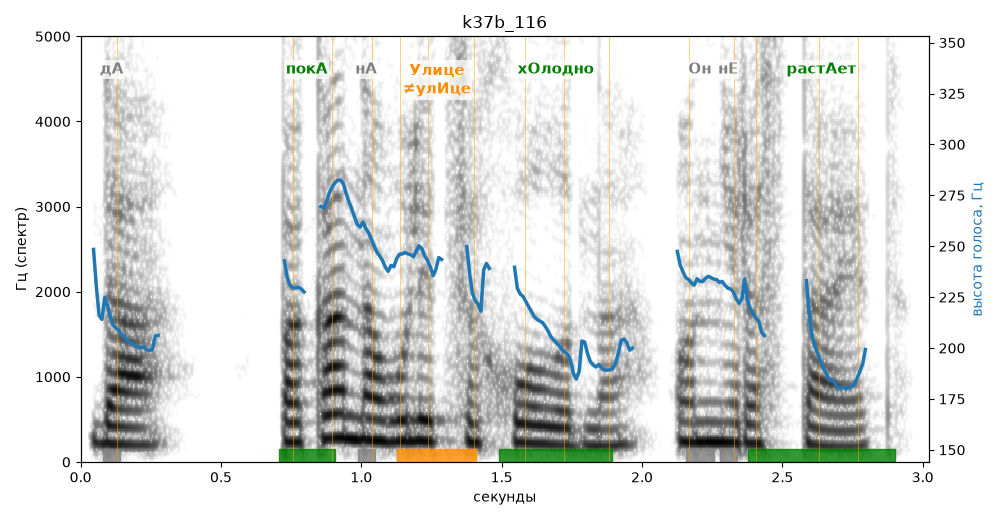 k37b_116
дА
покА
нА
Улице
≠улИце
хОлодно
Он
нЕ
растАет
5000
4000
3000
2000
1000
0
Гц (спектр)
350
325
300
275
250
225
200
175
150
высота голоса, Гц
0.0
0.5
1.0
1.5
2.0
2.5
3.0
секунды